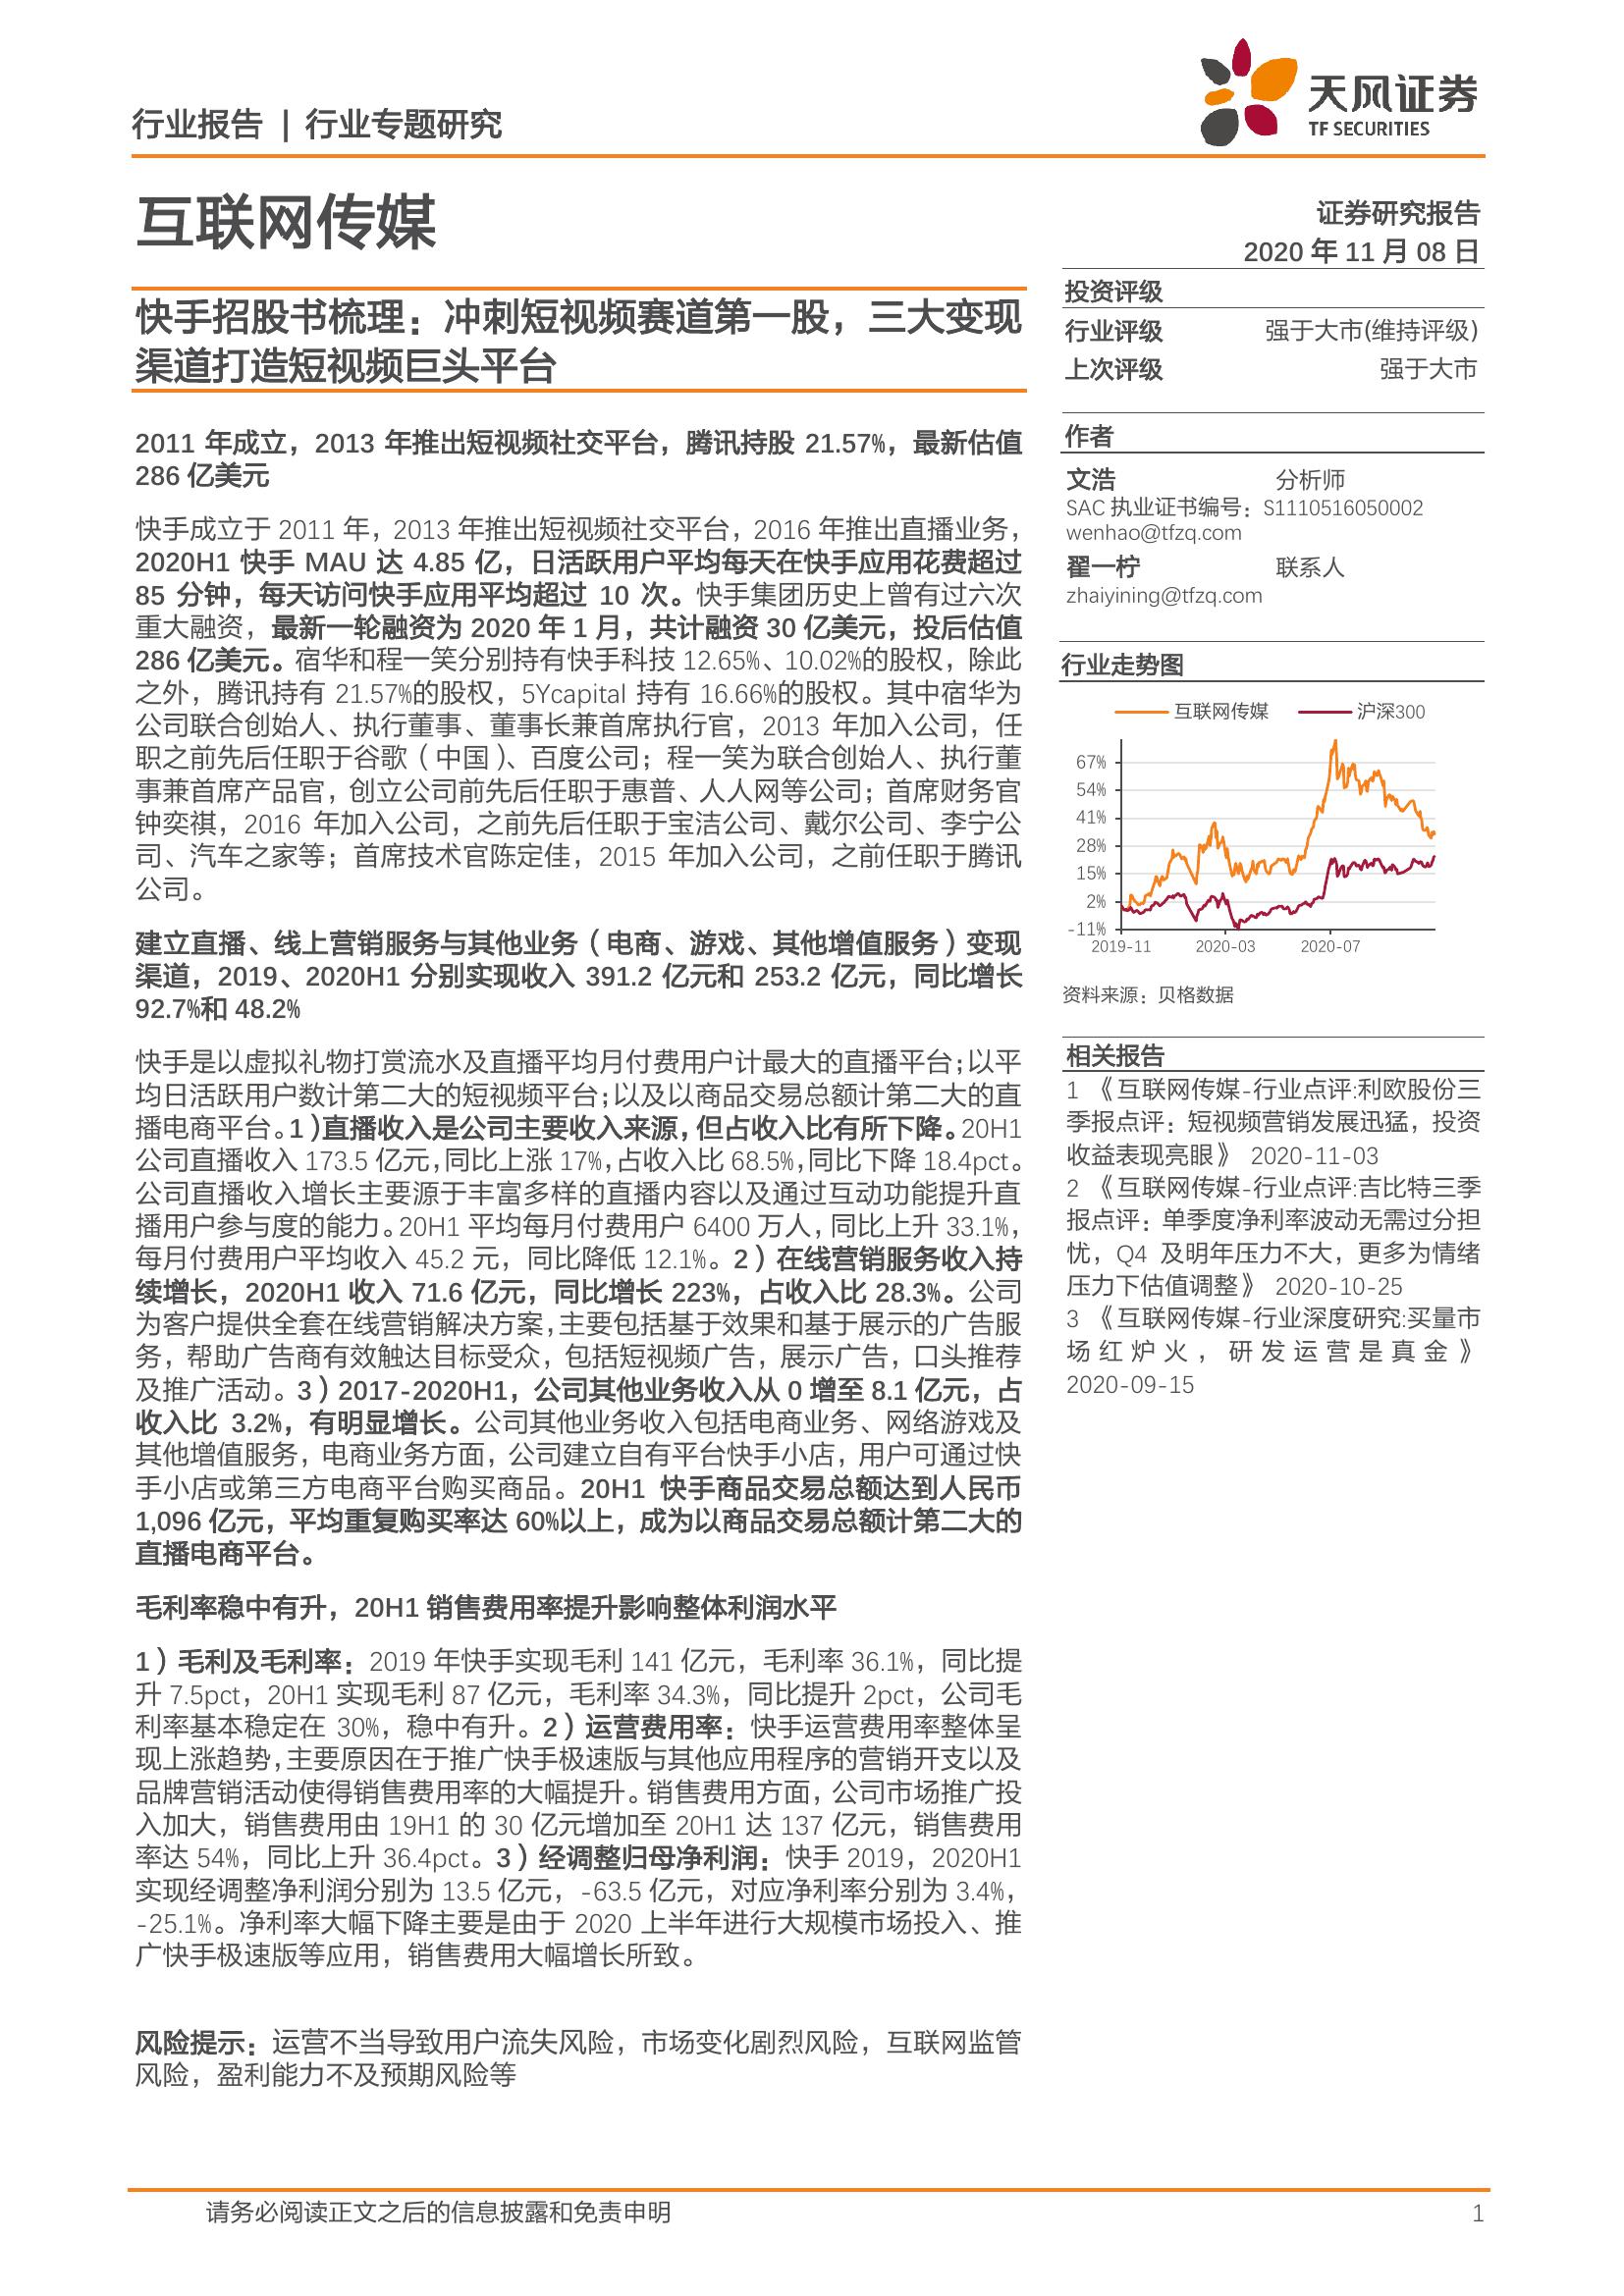 行业报告 | 行业专题研究
天风证券
TF SECURITIES
互联网传媒
证券研究报告
2020 年 11 月 08 日
快手招股书梳理：冲刺短视频赛道第一股，三大变现
渠道打造短视频巨头平台
2011 年成立，2013 年推出短视频社交平台，腾讯持股 21.57%，最新估值
286 亿美元
快手成立于 2011 年，2013 年推出短视频社交平台，2016 年推出直播业务，
2020H1 快手 MAU 达 4.85 亿，日活跃用户平均每天在快手应用花费超过
85 分钟，每天访问快手应用平均超过 10 次。快手集团历史上曾有过六次
重大融资，最新一轮融资为 2020 年 1 月，共计融资 30 亿美元，投后估值
286 亿美元。宿华和程一笑分别持有快手科技 12.65%、10.02%的股权，除此
之外，腾讯持有 21.57%的股权，5Ycapital 持有 16.66%的股权。其中宿华为
公司联合创始人、执行董事、董事长兼首席执行官，2013 年加入公司，任
职之前先后任职于谷歌（中国）、百度公司；程一笑为联合创始人、执行董
事兼首席产品官，创立公司前先后任职于惠普、人人网等公司；首席财务官
钟奕祺，2016 年加入公司，之前先后任职于宝洁公司、戴尔公司、李宁公
司、汽车之家等；首席技术官陈定佳，2015 年加入公司，之前任职于腾讯
公司。
建立直播、线上营销服务与其他业务（电商、游戏、其他增值服务）变现
渠道，2019、2020H1 分别实现收入 391.2 亿元和 253.2 亿元，同比增长
92.7%和 48.2%
快手是以虚拟礼物打赏流水及直播平均月付费用户计最大的直播平台；以平
均日活跃用户数计第二大的短视频平台；以及以商品交易总额计第二大的直
播电商平台。1）直播收入是公司主要收入来源，但占收入比有所下降。20H1
公司直播收入 173.5 亿元，同比上涨 17%，占收入比 68.5%，同比下降 18.4pct。
公司直播收入增长主要源于丰富多样的直播内容以及通过互动功能提升直
播用户参与度的能力。20H1 平均每月付费用户 6400 万人，同比上升 33.1%，
每月付费用户平均收入 45.2 元，同比降低 12.1%。2）在线营销服务收入持
续增长，2020H1 收入 71.6 亿元，同比增长 223%，占收入比 28.3%。公司
为客户提供全套在线营销解决方案，主要包括基于效果和基于展示的广告服
务，帮助广告商有效触达目标受众，包括短视频广告，展示广告，口头推荐
及推广活动。3）2017-2020H1，公司其他业务收入从 0 增至 8.1 亿元，占
收入比 3.2%，有明显增长。公司其他业务收入包括电商业务、网络游戏及
其他增值服务，电商业务方面，公司建立自有平台快手小店，用户可通过快
手小店或第三方电商平台购买商品。20H1 快手商品交易总额达到人民币
1,096 亿元，平均重复购买率达 60%以上，成为以商品交易总额计第二大的
直播电商平台。
毛利率稳中有升，20H1 销售费用率提升影响整体利润水平
1）毛利及毛利率：2019 年快手实现毛利 141 亿元，毛利率 36.1%，同比提
升 7.5pct，20H1 实现毛利 87 亿元，毛利率 34.3%，同比提升 2pct，公司毛
利率基本稳定在 30%，稳中有升。2）运营费用率：快手运营费用率整体呈
现上涨趋势，主要原因在于推广快手极速版与其他应用程序的营销开支以及
品牌营销活动使得销售费用率的大幅提升。销售费用方面，公司市场推广投
入加大，销售费用由 19H1 的 30 亿元增加至 20H1 达 137 亿元，销售费用
率达 54%，同比上升 36.4pct。3）经调整归母净利润：快手 2019，2020H1
实现经调整净利润分别为 13.5 亿元，-63.5 亿元，对应净利率分别为 3.4%，
-25.1%。净利率大幅下降主要是由于 2020 上半年进行大规模市场投入、推
广快手极速版等应用，销售费用大幅增长所致。
风险提示：运营不当导致用户流失风险，市场变化剧烈风险，互联网监管
风险，盈利能力不及预期风险等
投资评级
行业评级 强于大市(维持评级)
上次评级 强于大市
作者
文浩 分析师
SAC 执业证书编号：S1110516050002
wenhao@tfzq.com
翟一柠 联系人
zhaiyining@tfzq.com
行业走势图
互联网传媒 沪深300
67%
54%
41%
28%
15%
2%
-11%
2019-11 2020-03 2020-07
资料来源：贝格数据
相关报告
1 《互联网传媒-行业点评:利欧股份三
季报点评：短视频营销发展迅猛，投资
收益表现亮眼》 2020-11-03
2 《互联网传媒-行业点评:吉比特三季
报点评：单季度净利率波动无需过分担
忧，Q4 及明年压力不大，更多为情绪
压力下估值调整》 2020-10-25
3 《互联网传媒-行业深度研究:买量市
场红炉火，研发运营是真金》
2020-09-15
请务必阅读正文之后的信息披露和免责申明
1